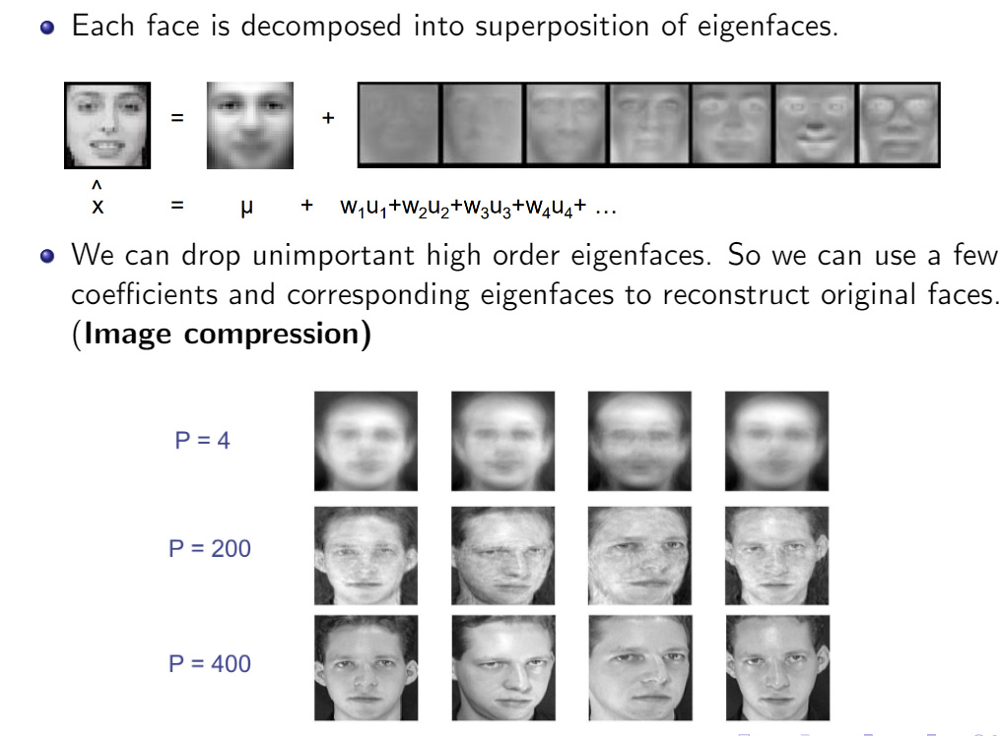 Each face is decomposed into superposition of eigenfaces.
= +
x̂ = μ + w₁u₁+w₂u₂+w₃u₃+w₄u₄+ ...
We can drop unimportant high order eigenfaces. So we can use a few
coefficients and corresponding eigenfaces to reconstruct original faces.
(Image compression)
P = 4
P = 200
P = 400